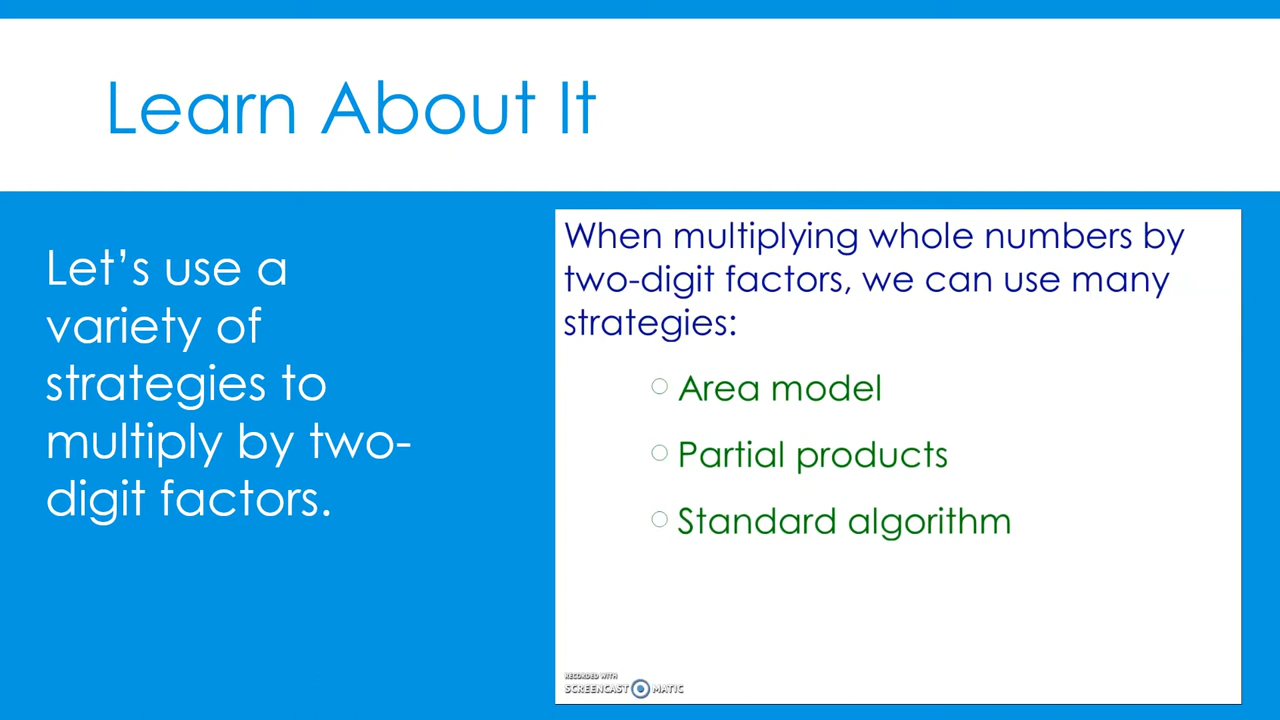 Learn About It
Let’s use a
variety of
strategies to
multiply by two-
digit factors.
When multiplying whole numbers by
two-digit factors, we can use many
strategies:
Area model
Partial products
Standard algorithm
RECORDED WITH
SCREENCAST MATIC